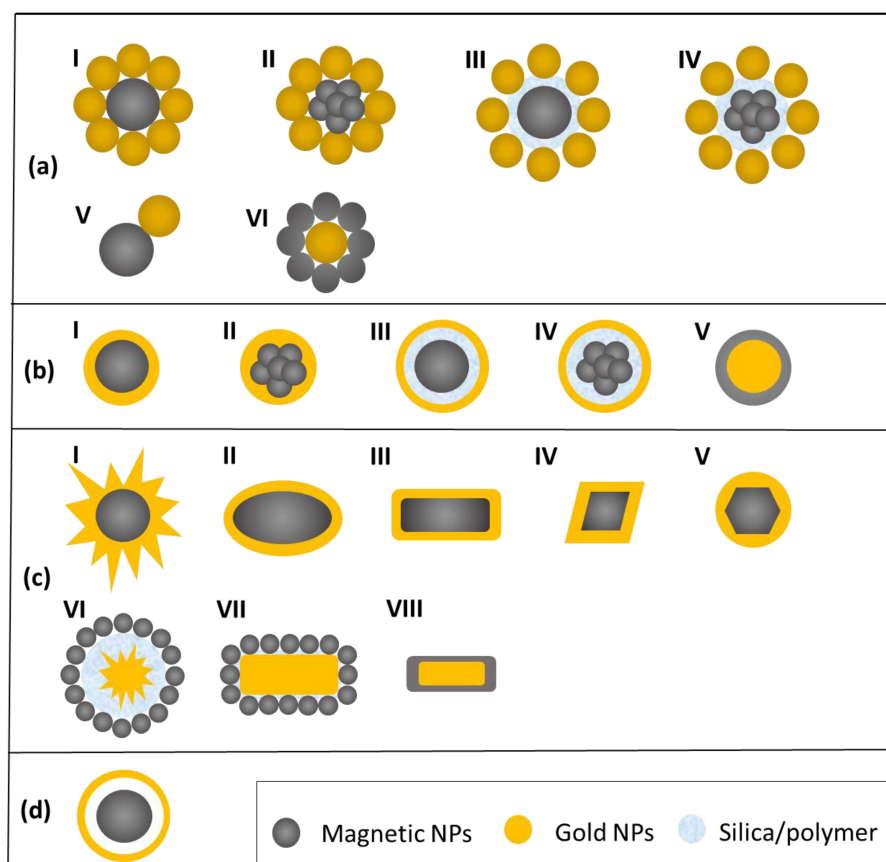 I II III IV
(a)
V VI
I II III IV V
(b)
I II III IV V
(c)
VI VII VIII
(d)
Magnetic NPs Gold NPs Silica/polymer